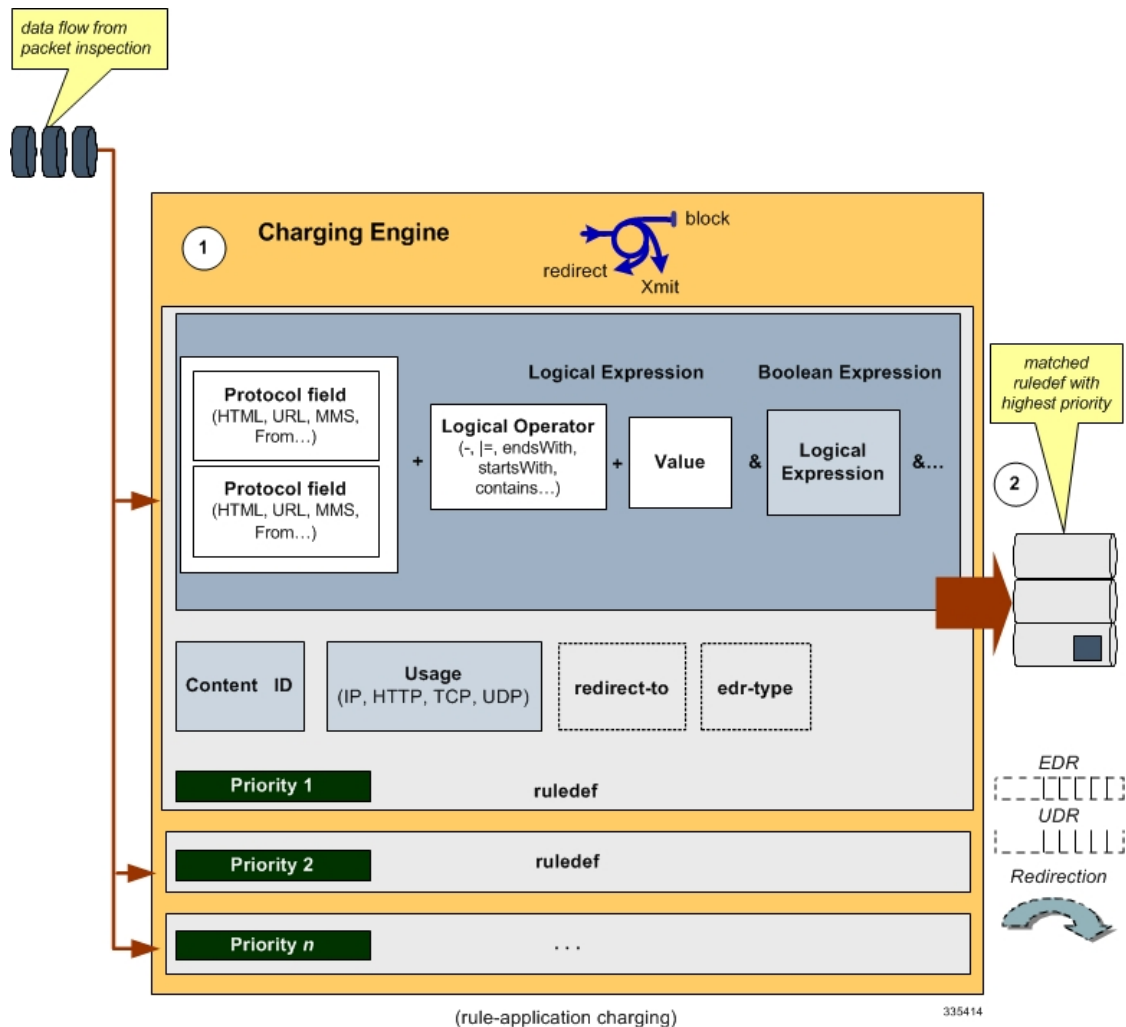 data flow from
packet inspection
1
Charging Engine
block
redirect
Xmit
Logical Expression
Boolean Expression
Protocol field
(HTML, URL, MMS,
From…)
Protocol field
(HTML, URL, MMS,
From…)
+
Logical Operator
(-, |=, endsWith,
startsWith,
contains…)
+
Value
&
Logical
Expression
&…
matched
ruledef with
highest priority
2
Content ID
Usage
(IP, HTTP, TCP, UDP)
redirect-to
edr-type
Priority 1
ruledef
EDR
UDR
Priority 2
ruledef
Redirection
Priority n
. . .
(rule-application charging)
335414